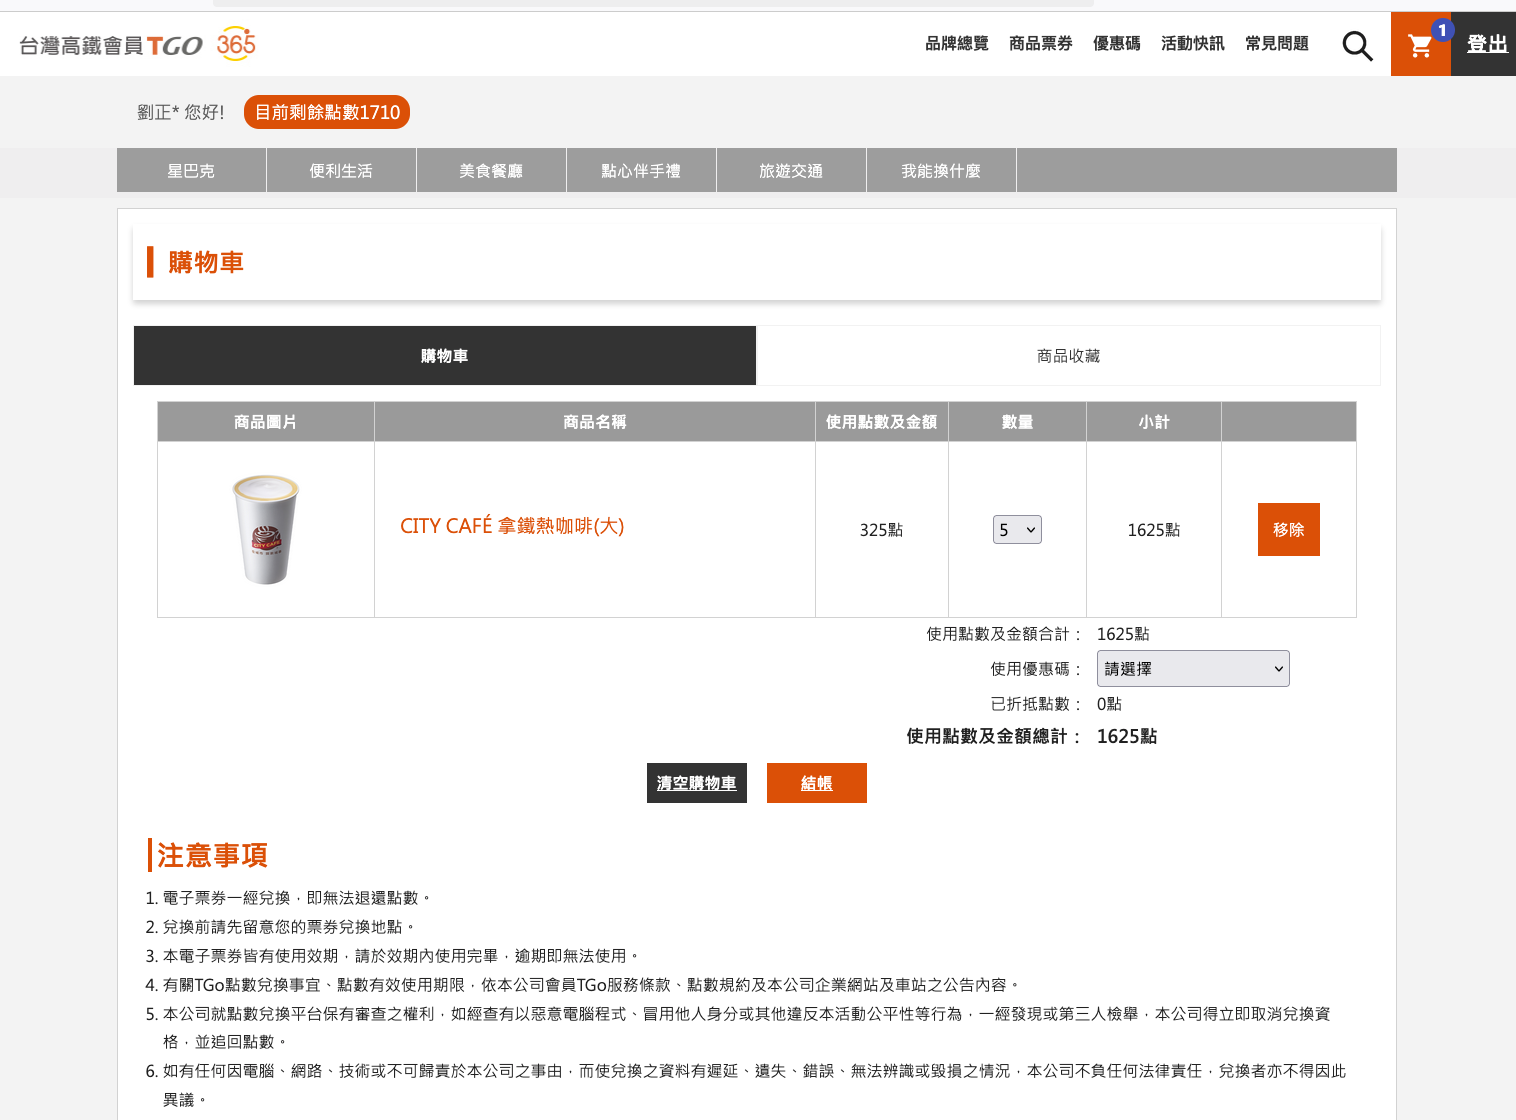 台灣高鐵會員TGO 365
品牌總覽 商品票券 優惠碼 活動快訊 常見問題 1 登出
劉正* 您好! 目前剩餘點數1710
星巴克 便利生活 美食餐廳 點心伴手禮 旅遊交通 我能換什麼
購物車
購物車 商品收藏
商品圖片 商品名稱 使用點數及金額 數量 小計
CITY CAFE
CITY CAFÉ 拿鐵熱咖啡(大) 325點 5 1625點 移除
使用點數及金額合計： 1625點
使用優惠碼： 請選擇
已折抵點數： 0點
使用點數及金額總計： 1625點
清空購物車 結帳
注意事項
1. 電子票券一經兌換，即無法退還點數。
2. 兌換前請先留意您的票券兌換地點。
3. 本電子票券皆有使用效期，請於效期內使用完畢，逾期即無法使用。
4. 有關TGo點數兌換事宜、點數有效使用期限，依本公司會員TGo服務條款、點數規約及本公司企業網站及車站之公告內容。
5. 本公司就點數兌換平台保有審查之權利，如經查有以惡意電腦程式、冒用他人身分或其他違反本活動公平性等行為，一經發現或第三人檢舉，本公司得立即取消兌換資
格，並追回點數。
6. 如有任何因電腦、網路、技術或不可歸責於本公司之事由，而使兌換之資料有遲延、遺失、錯誤、無法辨識或毀損之情況，本公司不負任何法律責任，兌換者亦不得因此
異議。